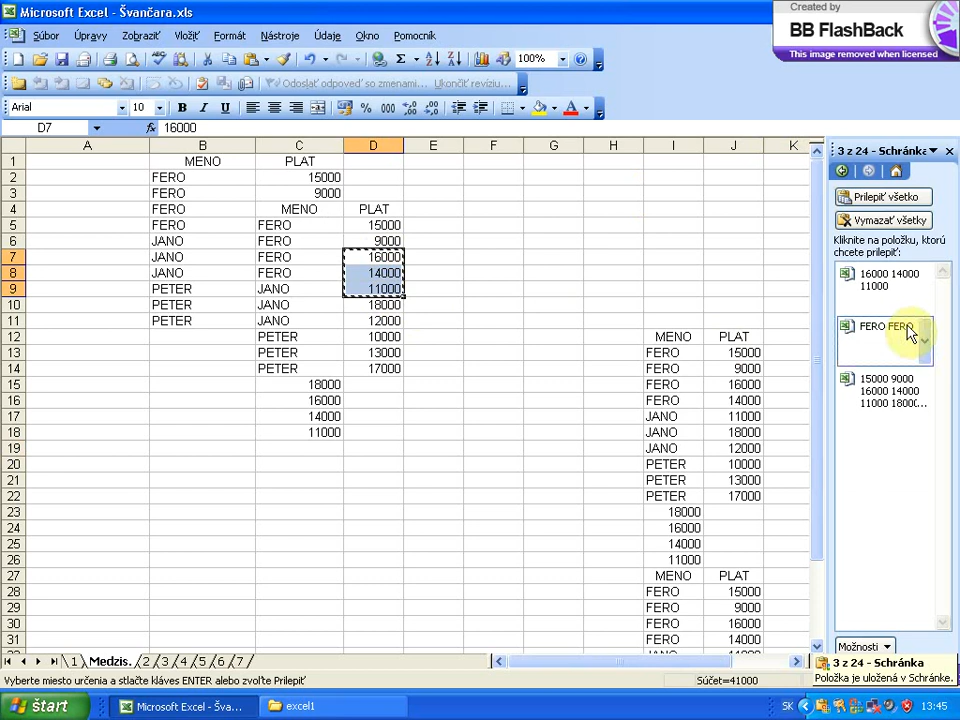 Microsoft Excel - Švančara.xls
Created by
BB FlashBack
This image removed when licensed
Súbor Úpravy Zobraziť Vložiť Formát Nástroje Údaje Okno Pomocník
100%
Odoslať odpoveď so zmenami... Ukončiť revíziu...
Arial 10 B I U % 000
D7 fx 16000
3 z 24 - Schránka
A B C D E F G H I J K
1 MENO PLAT
2 FERO 15000
3 FERO 9000
4 FERO MENO PLAT
5 FERO FERO 15000
6 JANO FERO 9000
7 JANO FERO 16000
8 JANO FERO 14000
9 PETER JANO 11000
10 PETER JANO 18000
11 PETER JANO 12000
12 PETER 10000 MENO PLAT
13 PETER 13000 FERO 15000
14 PETER 17000 FERO 9000
15 18000 FERO 16000
16 16000 FERO 14000
17 14000 JANO 11000
18 11000 JANO 18000
19 JANO 12000
20 PETER 10000
21 PETER 13000
22 PETER 17000
23 18000
24 16000
25 14000
26 11000
27 MENO PLAT
28 FERO 15000
29 FERO 9000
30 FERO 16000
31 FERO 14000
Prilepiť všetko
Vymazať všetky
Kliknite na položku, ktorú
chcete prilepiť:
16000 14000
11000
FERO FERO
15000 9000
16000 14000
11000 18000...
Možnosti
3 z 24 - Schránka
Položka je uložená v Schránke.
1 Medzis. 2 3 4 5 6 7
Vyberte miesto určenia a stlačte kláves ENTER alebo zvoľte Prilepiť
Súčet=41000
štart
Microsoft Excel - Šva...
excel1
SK
13:45